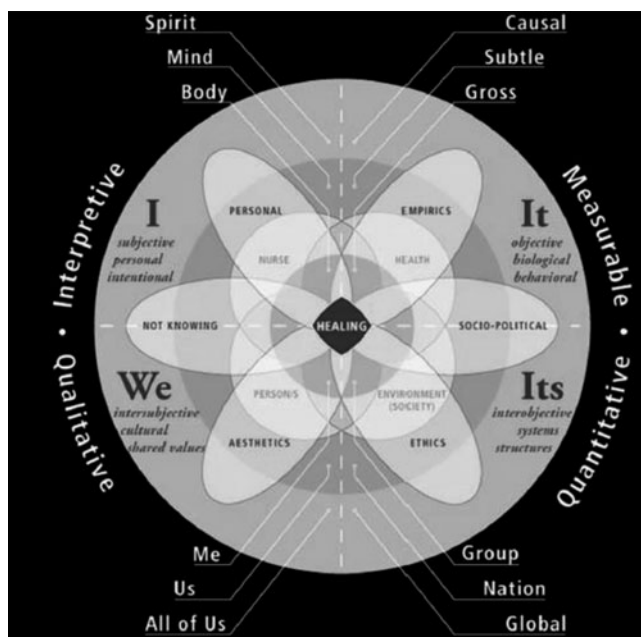 Spirit
Causal
Mind
Subtle
Body
Gross
Interpretive
Measurable
I
subjective
personal
intentional
PERSONAL
EMPIRICS
It
objective
biological
behavioral
NURSE
HEALTH
NOT KNOWING
HEALING
SOCIO-POLITICAL
We
intersubjective
cultural
shared values
PERSON/S
ENVIRONMENT
(SOCIETY)
Its
interobjective
systems
structures
AESTHETICS
ETHICS
Qualitative
Quantitative
Me
Group
Us
Nation
All of Us
Global